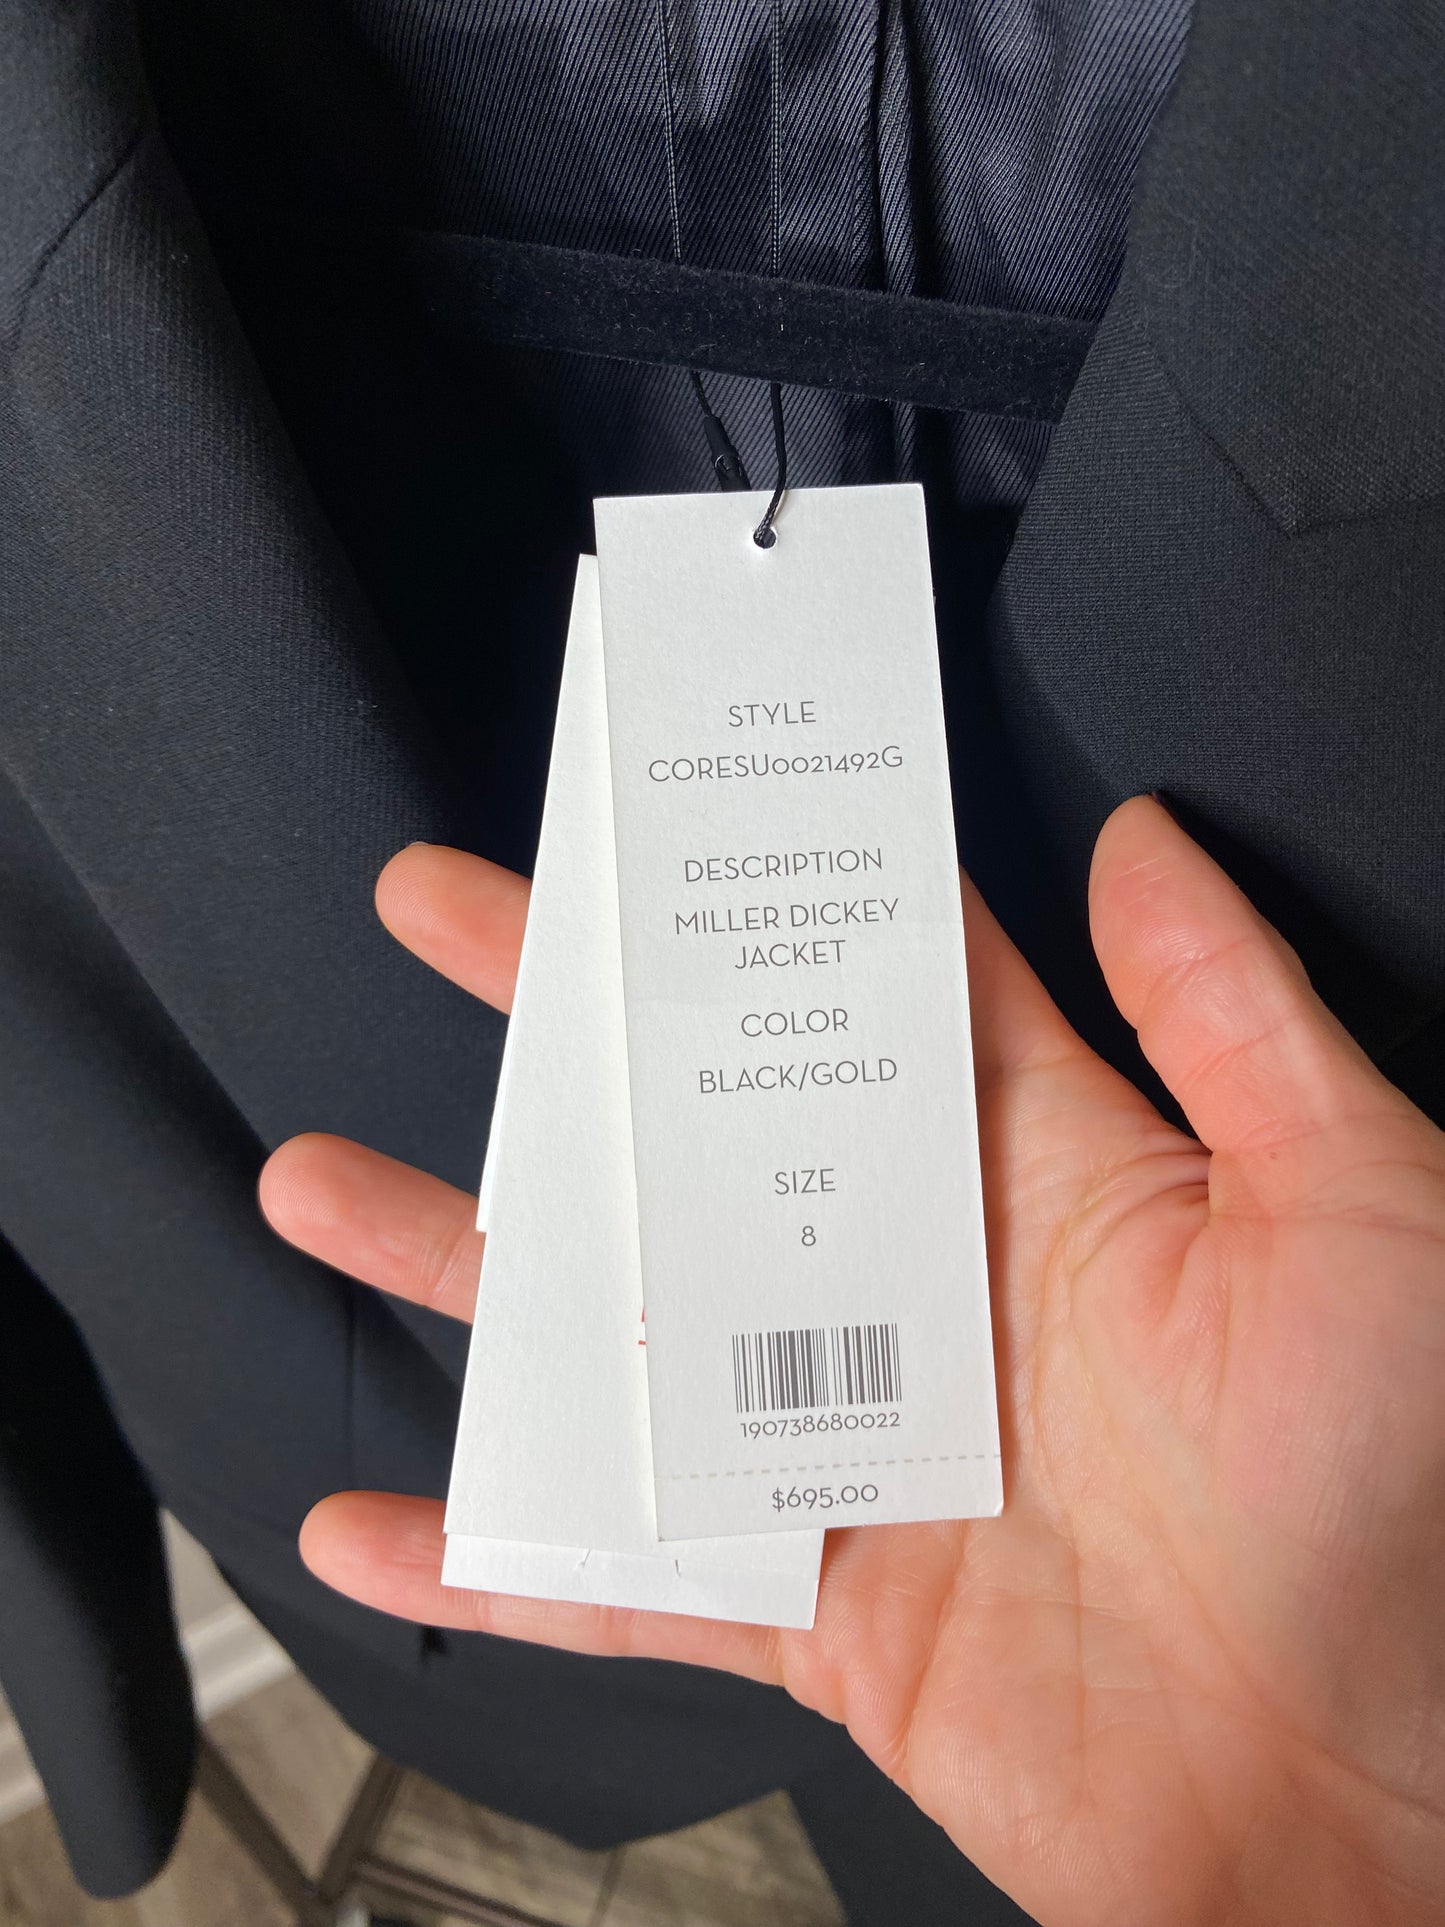 STYLE
CORESU0021492G
DESCRIPTION
MILLER DICKEY
JACKET
COLOR
BLACK/GOLD
SIZE
8
190738680022
$695.00